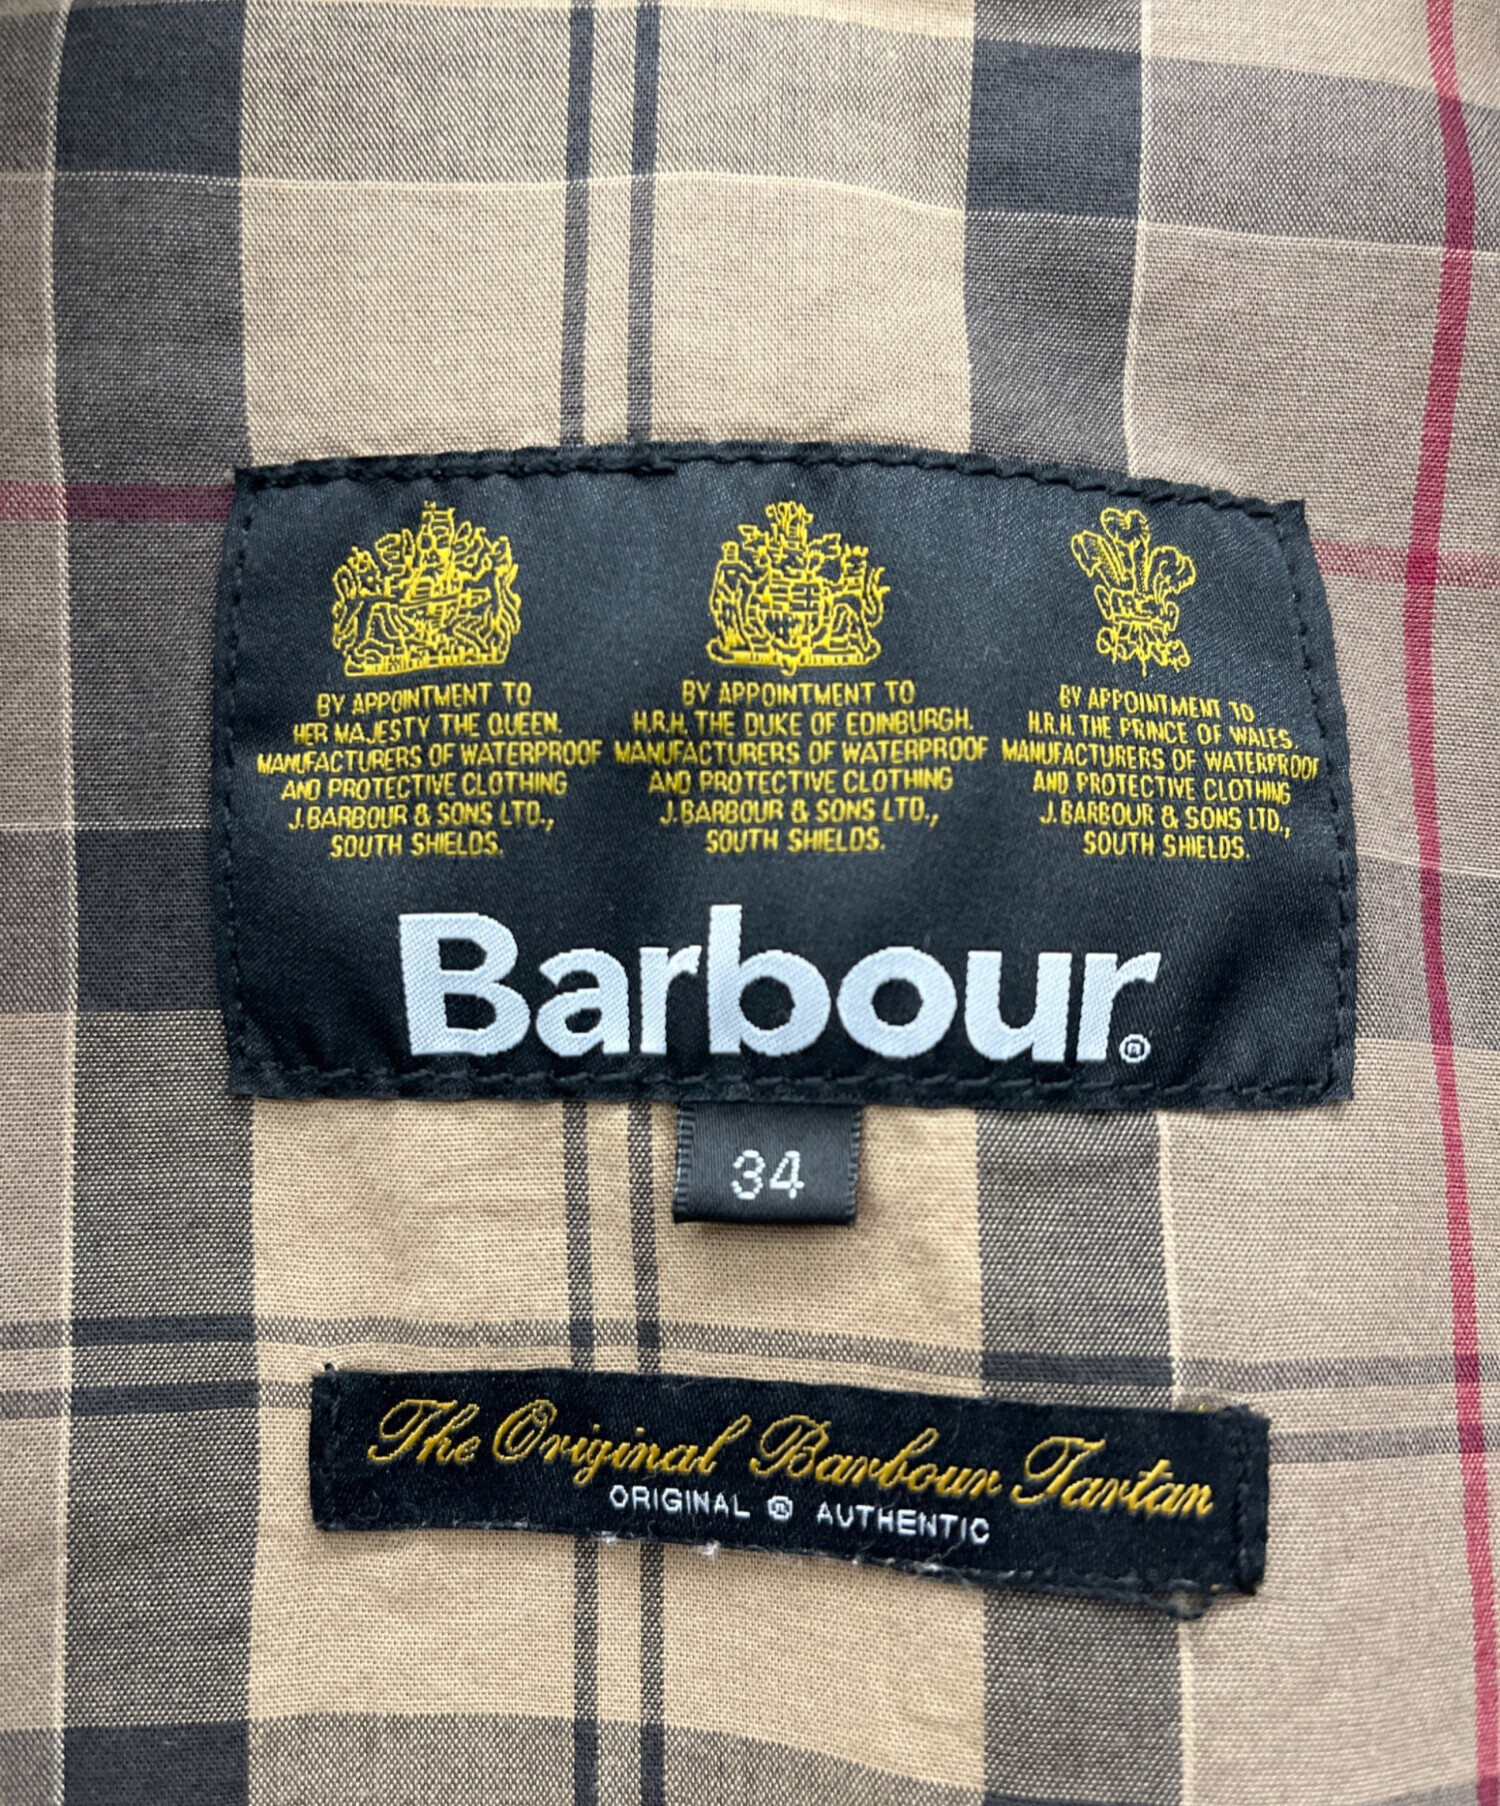 BY APPOINTMENT TO
HER MAJESTY THE QUEEN.
MANUFACTURERS OF WATERPROOF
AND PROTECTIVE CLOTHING
J. BARBOUR & SONS LTD.,
SOUTH SHIELDS.
BY APPOINTMENT TO
H.R.H. THE DUKE OF EDINBURGH.
MANUFACTURERS OF WATERPROOF
AND PROTECTIVE CLOTHING
J. BARBOUR & SONS LTD.,
SOUTH SHIELDS.
BY APPOINTMENT TO
H.R.H. THE PRINCE OF WALES.
MANUFACTURERS OF WATERPROOF
AND PROTECTIVE CLOTHING
J. BARBOUR & SONS LTD.,
SOUTH SHIELDS.
Barbour®
34
The Original Barbour Tartan
ORIGINAL ® AUTHENTIC